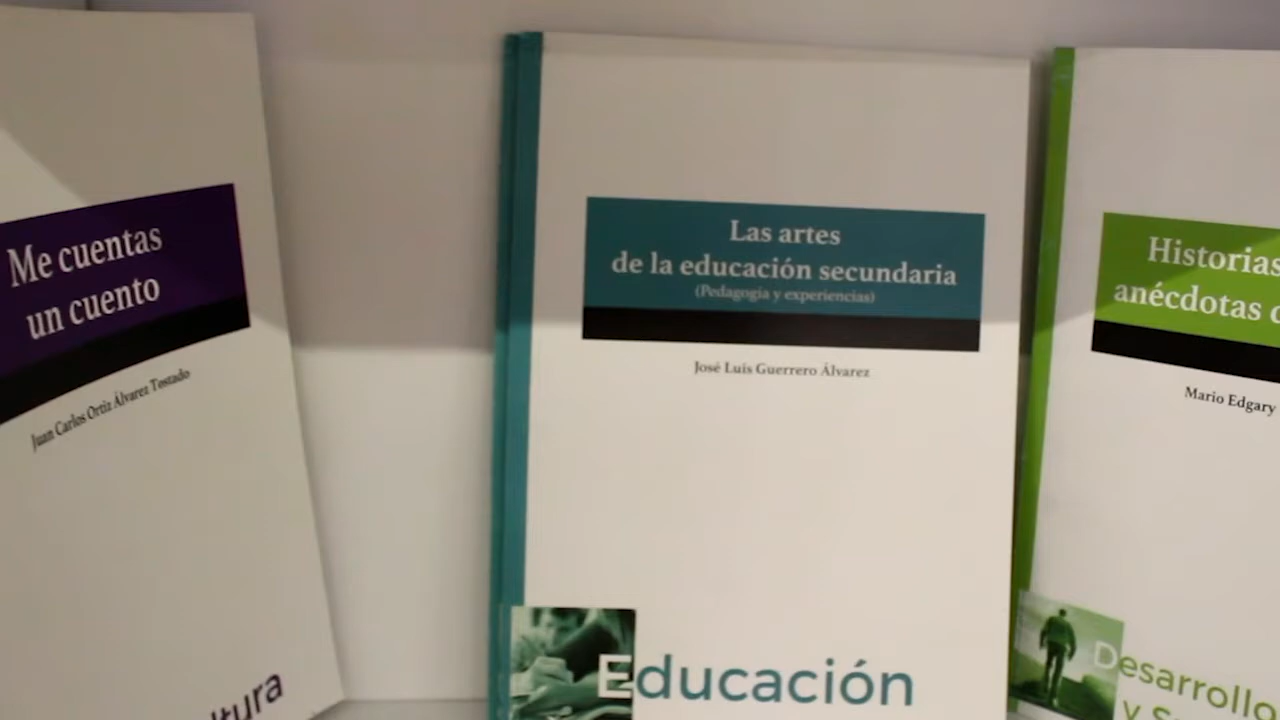 Me cuentas
un cuento
Juan Carlos Ortiz Álvarez Tostado
ltura
Las artes
de la educación secundaria
(Pedagogía y experiencias)
José Luis Guerrero Álvarez
Educación
Historias
anécdotas
Mario Edgary
Desarrollo
y